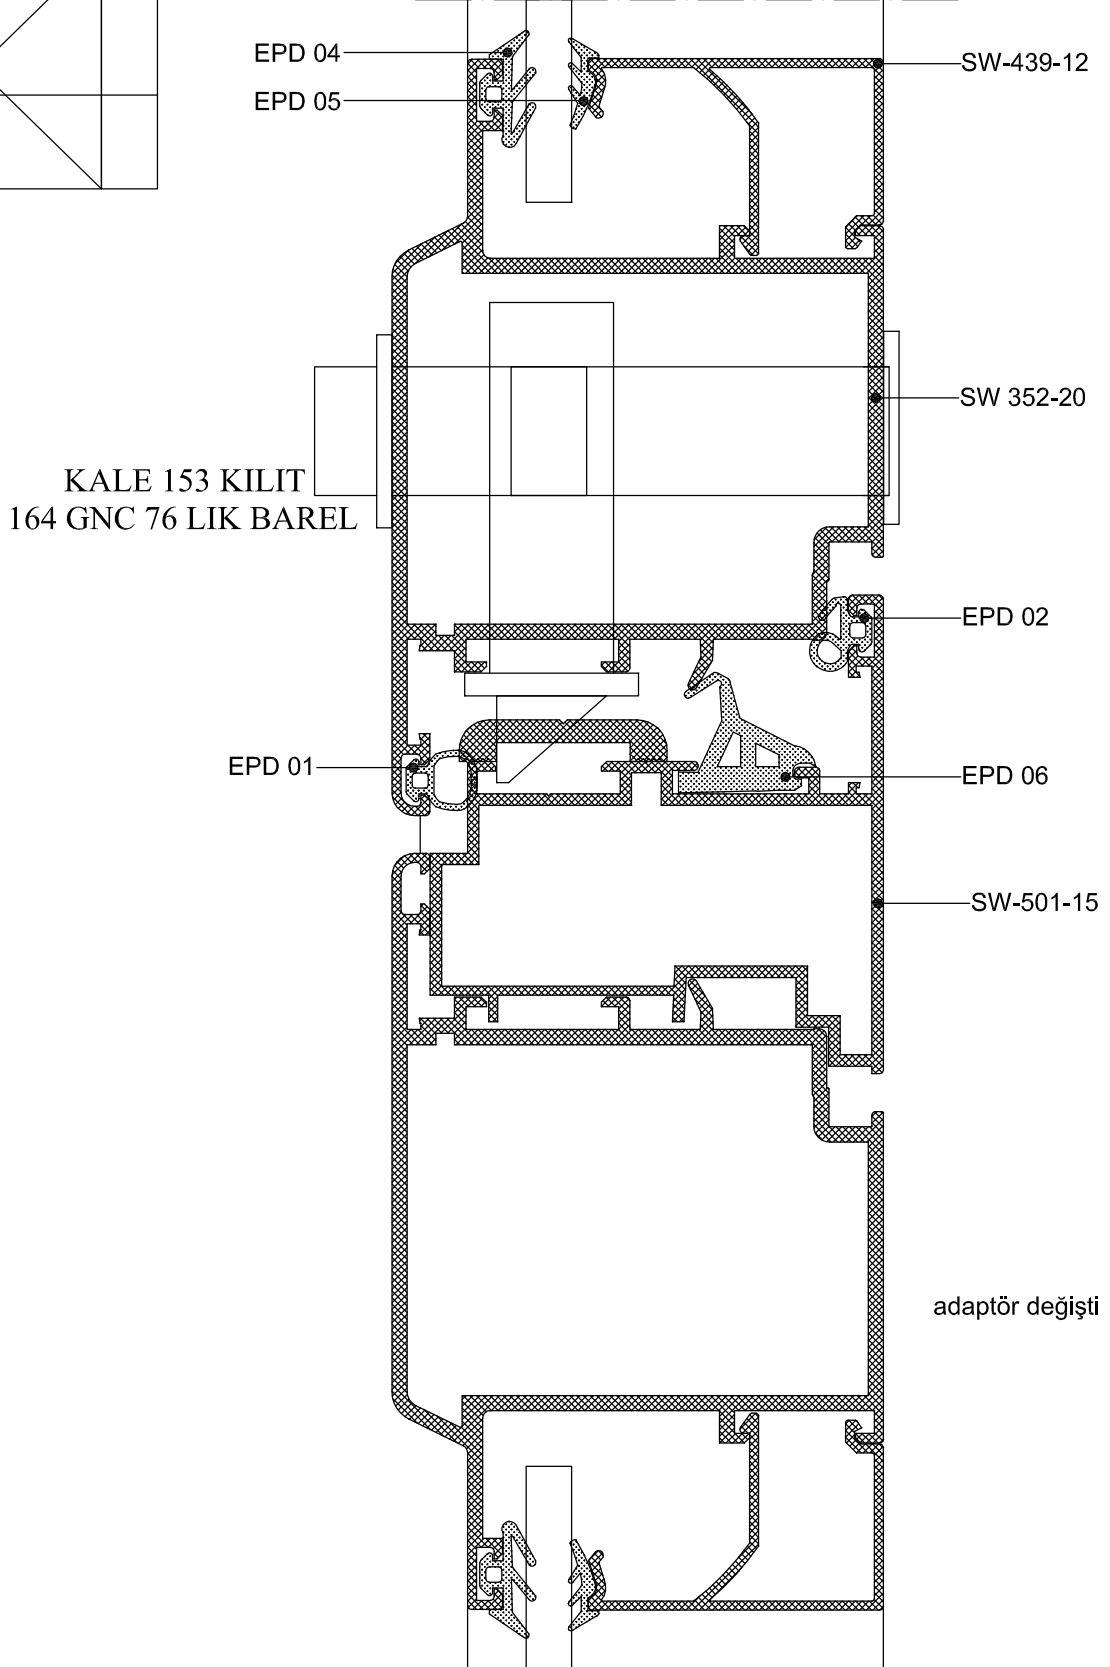 EPD 04
SW-439-12
EPD 05
SW 352-20
KALE 153 KILIT
164 GNC 76 LIK BAREL
EPD 02
EPD 01
EPD 06
SW-501-15
adaptör değişti